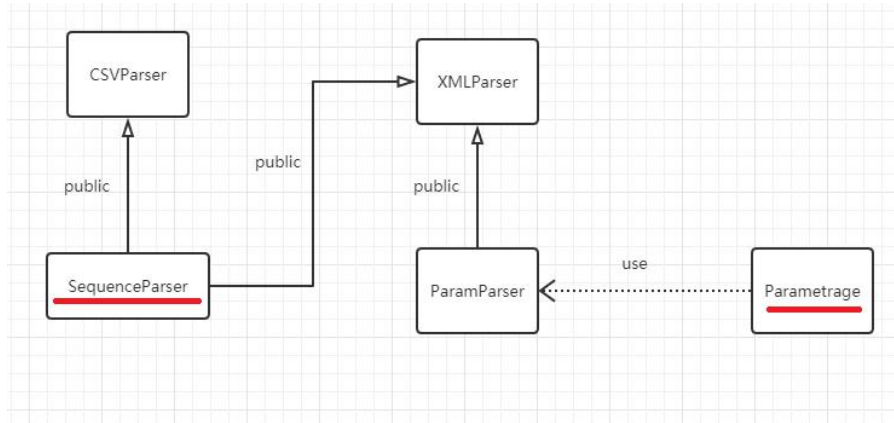 CSVParser
XMLParser
public
public
public
SequenceParser
ParamParser
use
Parametrage